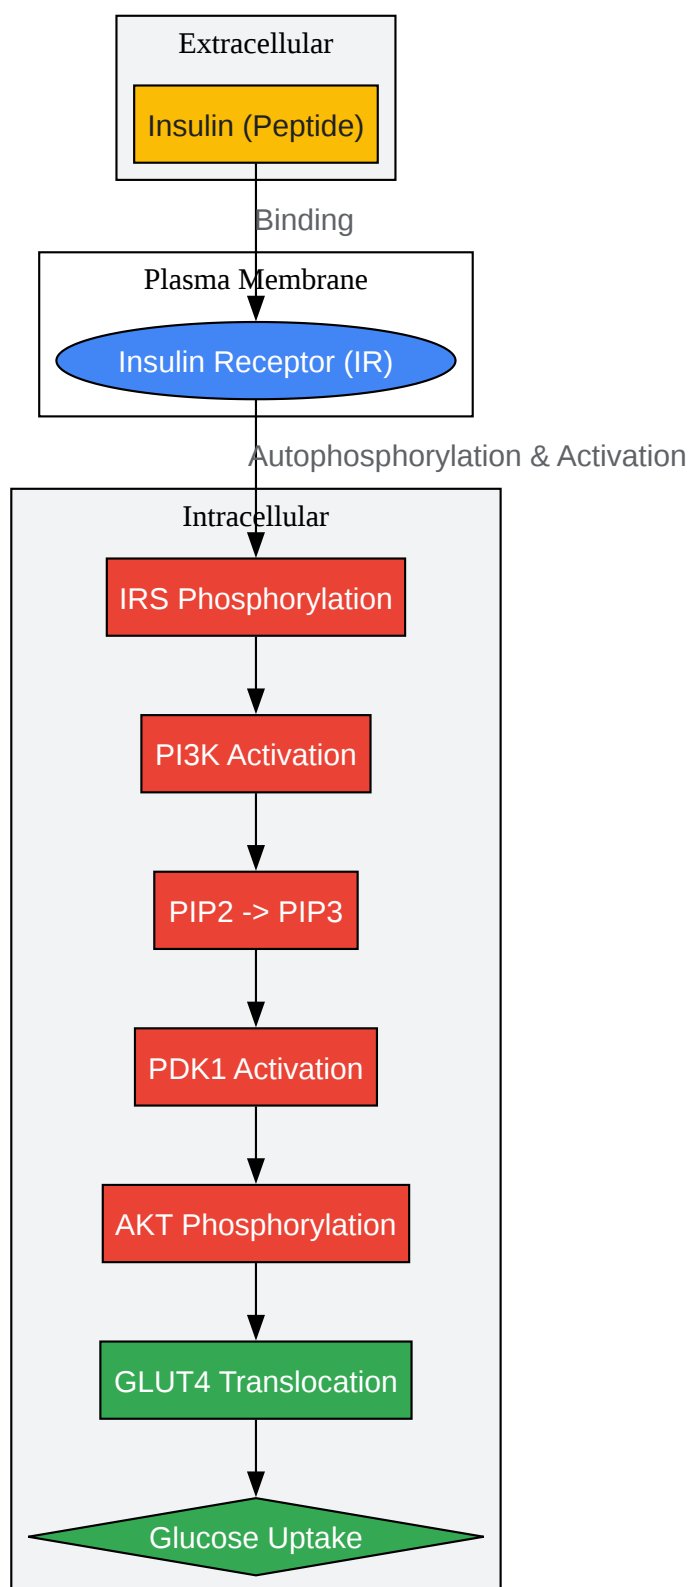 Extracellular
Insulin (Peptide)
Binding
Plasma Membrane
Insulin Receptor (IR)
Autophosphorylation & Activation
Intracellular
IRS Phosphorylation
PI3K Activation
PIP2 -> PIP3
PDK1 Activation
AKT Phosphorylation
GLUT4 Translocation
Glucose Uptake